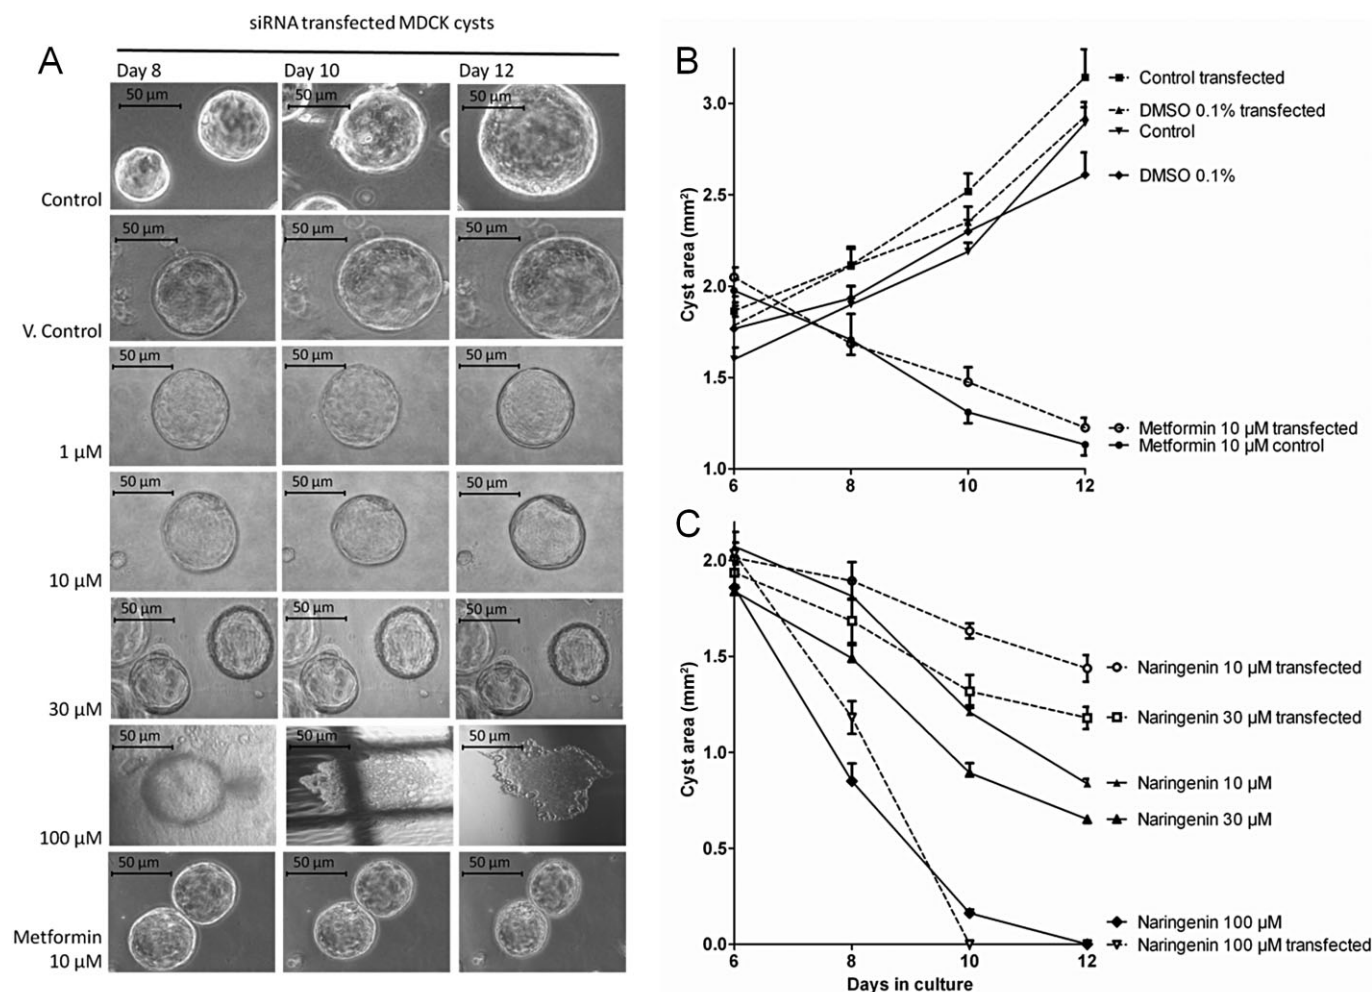 siRNA transfected MDCK cysts
A
Day 8 Day 10 Day 12
50 µm 50 µm 50 µm
Control
50 µm 50 µm 50 µm
V. Control
50 µm 50 µm 50 µm
1 µM
50 µm 50 µm 50 µm
10 µM
50 µm 50 µm 50 µm
30 µM
50 µm 50 µm 50 µm
100 µM
50 µm 50 µm 50 µm
Metformin
10 µM
B
Cyst area (mm²)
3.0
2.5
2.0
1.5
1.0
6 8 10 12
Control transfected
DMSO 0.1% transfected
Control
DMSO 0.1%
Metformin 10 µM transfected
Metformin 10 µM control
C
Cyst area (mm²)
2.0
1.5
1.0
0.5
0.0
6 8 10 12
Days in culture
Naringenin 10 µM transfected
Naringenin 30 µM transfected
Naringenin 10 µM
Naringenin 30 µM
Naringenin 100 µM
Naringenin 100 µM transfected